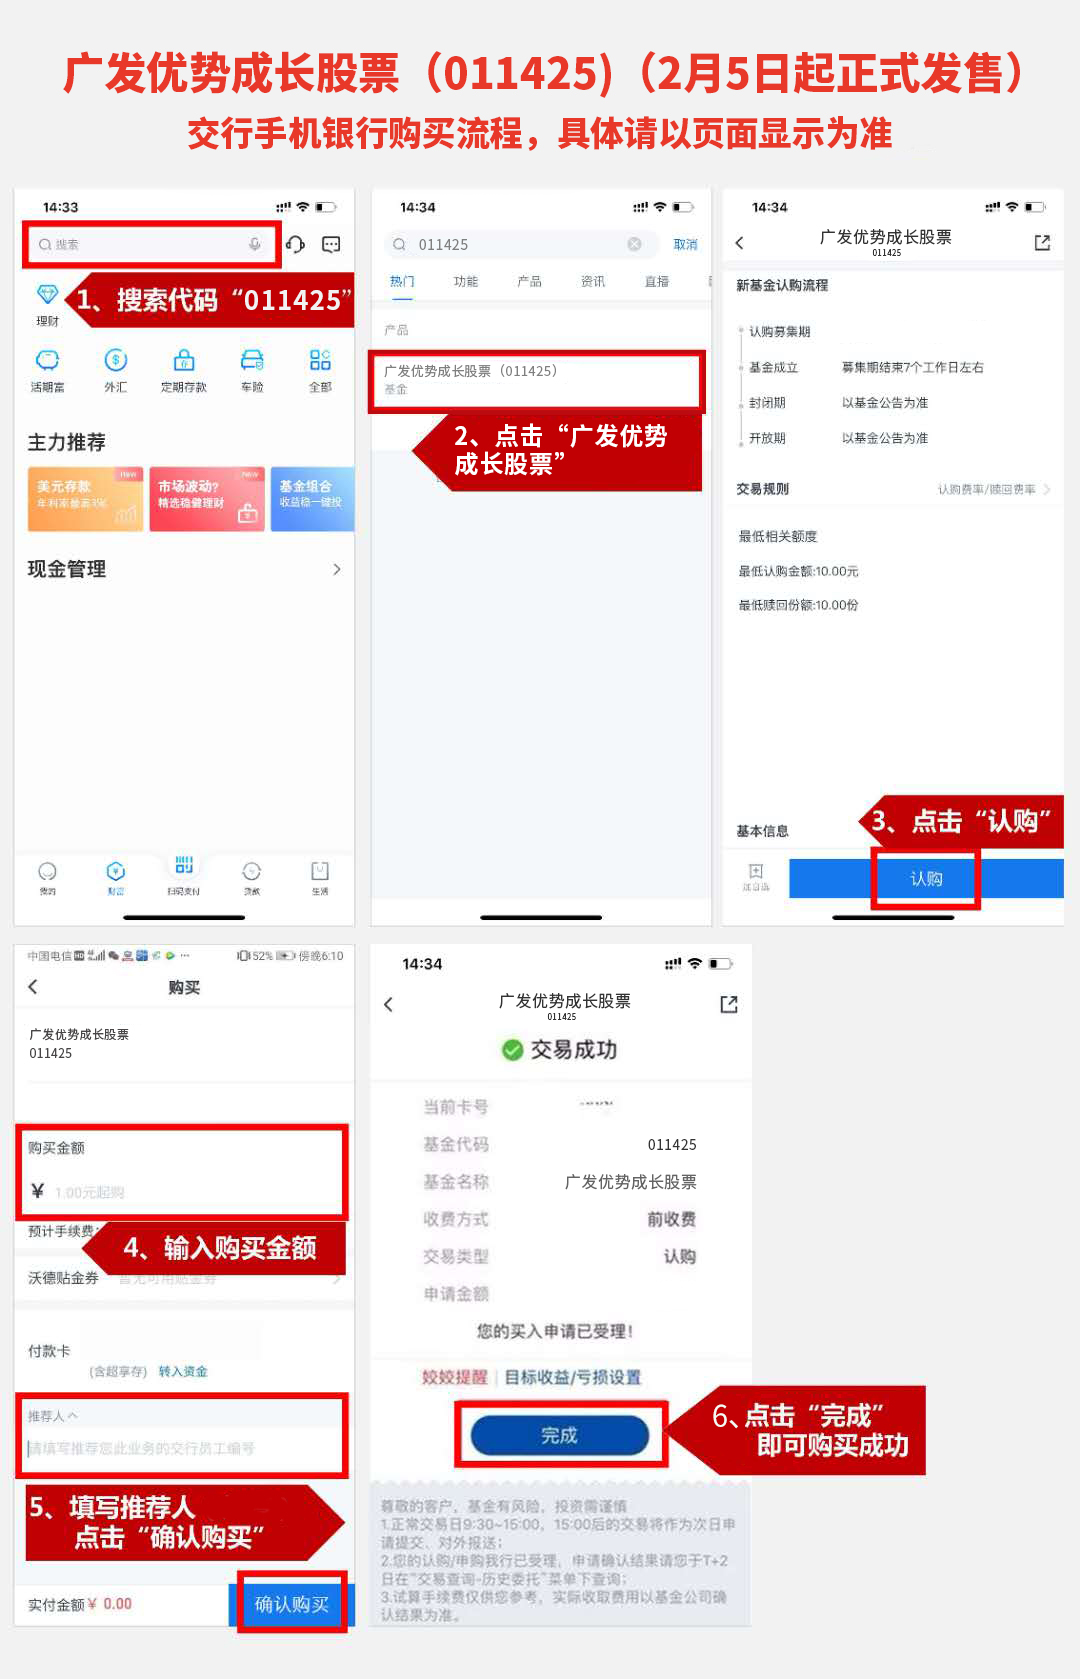 广发优势成长股票（011425）（2月5日起正式发售）
交行手机银行购买流程，具体请以页面显示为准
14:33
搜索
1、搜索代码“011425”
理财
活期富
外汇
定期存款
车险
全部
主力推荐
美元存款
new
年利率最高3%
市场波动?
new
精选稳健理财
基金组合
收益稳一键投
现金管理
我的
财富
扫码支付
贷款
生活
14:34
011425
取消
热门
功能
产品
资讯
直播
产品
广发优势成长股票（011425）
基金
2、点击“广发优势
成长股票”
14:34
广发优势成长股票
011425
新基金认购流程
认购募集期
基金成立
募集期结束7个工作日左右
封闭期
以基金公告为准
开放期
以基金公告为准
交易规则
认购费率/赎回费率
最低相关额度
最低认购金额:10.00元
最低赎回份额:10.00份
基本信息
3、点击“认购”
加自选
认购
中国电信
52%
傍晚6:10
购买
广发优势成长股票
011425
购买金额
¥ 1.00元起购
预计手续费:
4、输入购买金额
沃德贴金券
暂无可用贴金券
付款卡
(含超享存) 转入资金
推荐人
请填写推荐您此业务的交行员工编号
5、填写推荐人
点击“确认购买”
实付金额¥ 0.00
确认购买
14:34
广发优势成长股票
011425
交易成功
当前卡号
基金代码
011425
基金名称
广发优势成长股票
收费方式
前收费
交易类型
认购
申请金额
您的买入申请已受理!
姣姣提醒
目标收益/亏损设置
完成
6、点击“完成”
即可购买成功
尊敬的客户，基金有风险，投资需谨慎
1.正常交易日9:30~15:00，15:00后的交易将作为次日申
请提交、对外报送；
2.您的认购/申购我行已受理，申请确认结果请您于T+2
日在“交易查询-历史委托”菜单下查询；
3.试算手续费仅供您参考，实际收取费用以基金公司确
认结果为准。